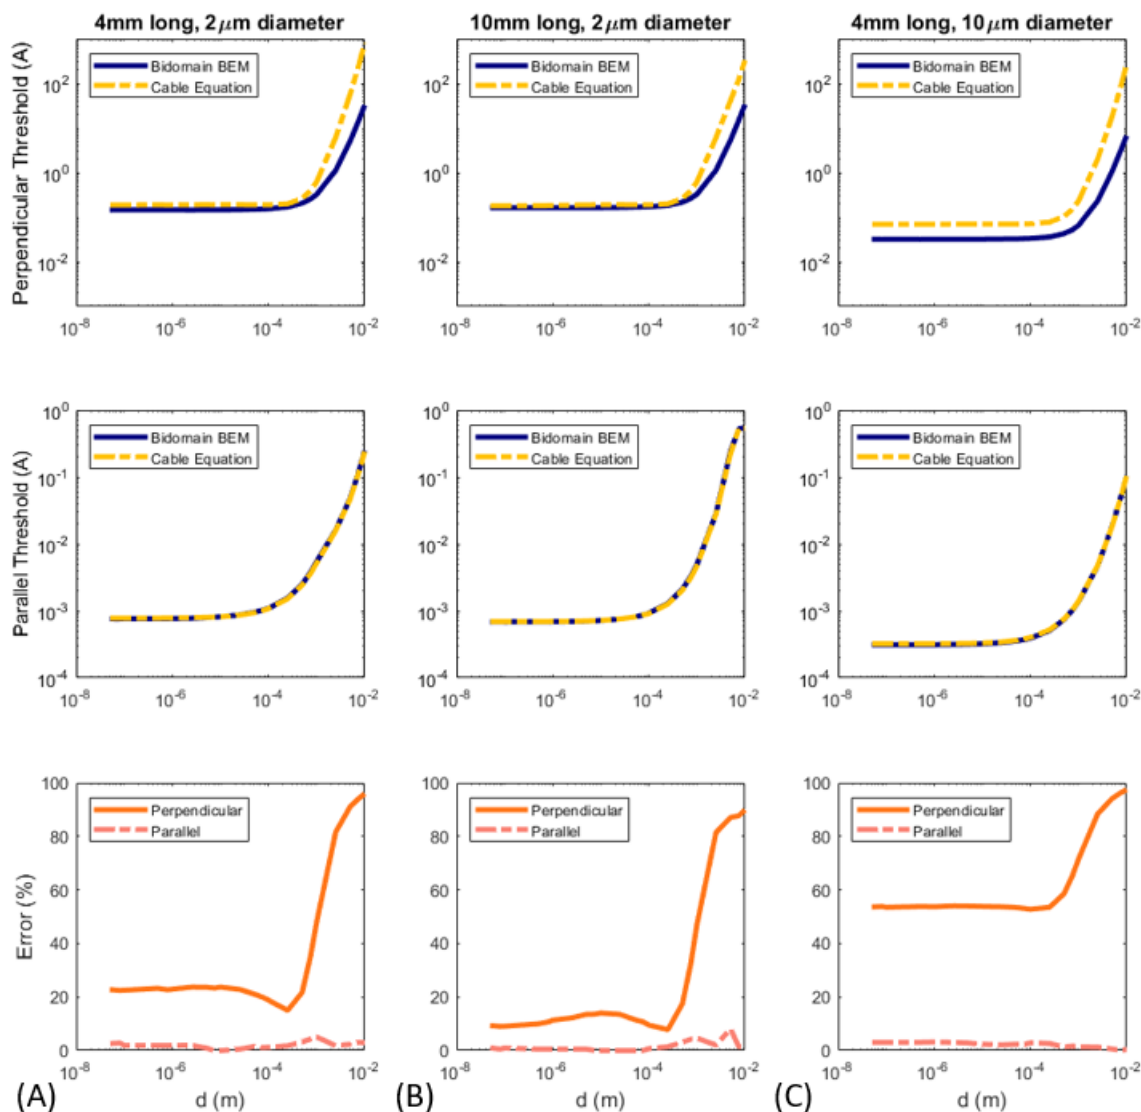 4mm long, 2μm diameter
10mm long, 2μm diameter
4mm long, 10μm diameter
Perpendicular Threshold (A)
Bidomain BEM
Cable Equation
10^2
10^0
10^-2
10^-8
10^-6
10^-4
10^-2
Bidomain BEM
Cable Equation
10^2
10^0
10^-2
10^-8
10^-6
10^-4
10^-2
Bidomain BEM
Cable Equation
10^2
10^0
10^-2
10^-8
10^-6
10^-4
10^-2
Parallel Threshold (A)
Bidomain BEM
Cable Equation
10^0
10^-1
10^-2
10^-3
10^-4
10^-8
10^-6
10^-4
10^-2
Bidomain BEM
Cable Equation
10^0
10^-1
10^-2
10^-3
10^-4
10^-8
10^-6
10^-4
10^-2
Bidomain BEM
Cable Equation
10^0
10^-1
10^-2
10^-3
10^-4
10^-8
10^-6
10^-4
10^-2
Error (%)
Perpendicular
Parallel
100
80
60
40
20
0
10^-8
10^-6
10^-4
10^-2
d (m)
(A)
Perpendicular
Parallel
100
80
60
40
20
0
10^-8
10^-6
10^-4
10^-2
d (m)
(B)
Perpendicular
Parallel
100
80
60
40
20
0
10^-8
10^-6
10^-4
10^-2
d (m)
(C)